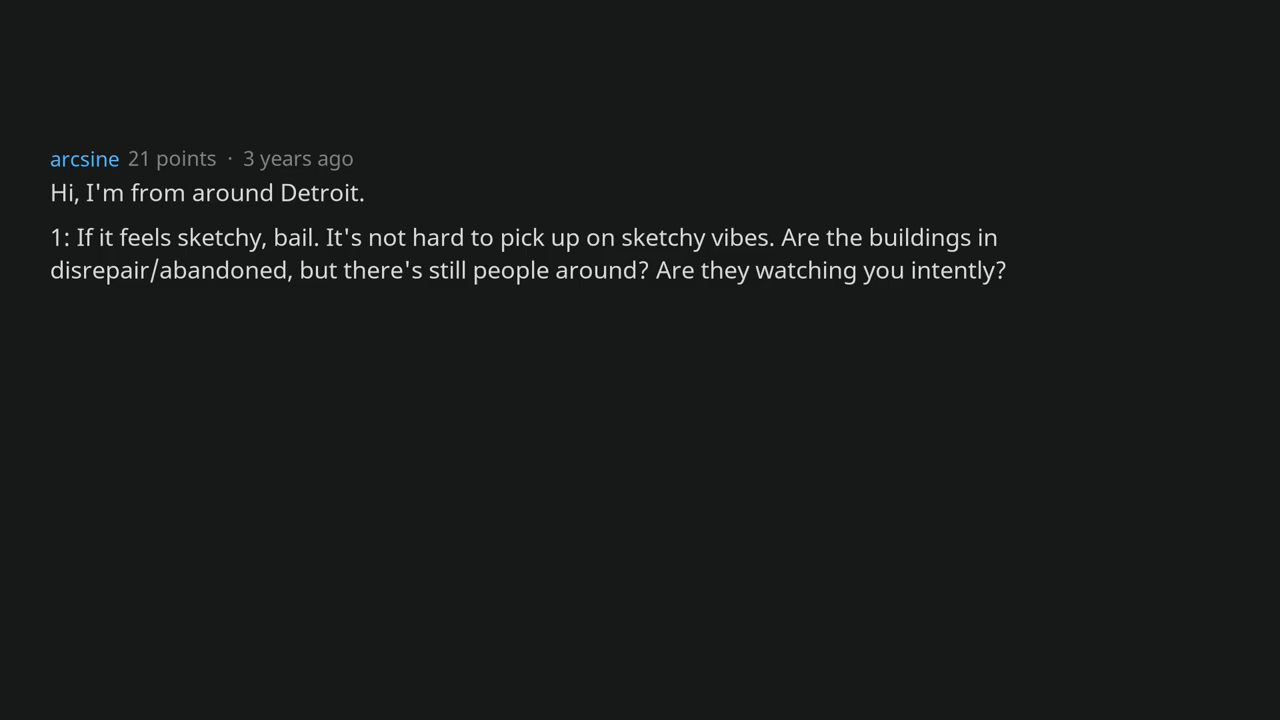 arcsine 21 points · 3 years ago
Hi, I'm from around Detroit.
1: If it feels sketchy, bail. It's not hard to pick up on sketchy vibes. Are the buildings in
disrepair/abandoned, but there's still people around? Are they watching you intently?